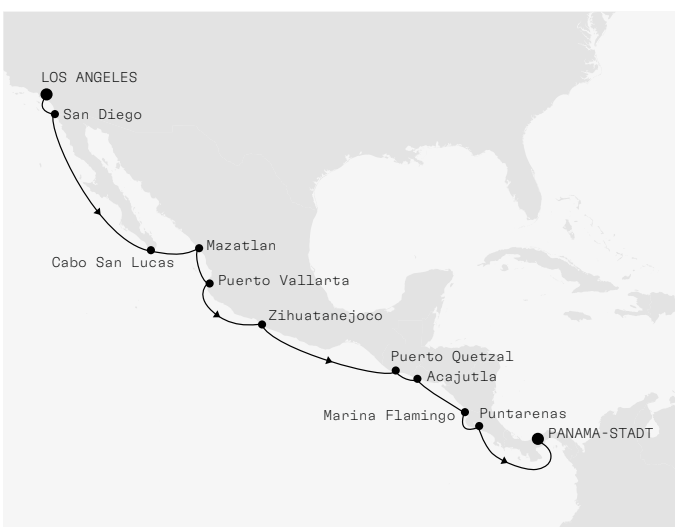 LOS ANGELES
San Diego
Mazatlan
Cabo San Lucas
Puerto Vallarta
Zihuatanejoco
Puerto Quetzal
Acajutla
Marina Flamingo
Puntarenas
PANAMA-STADT